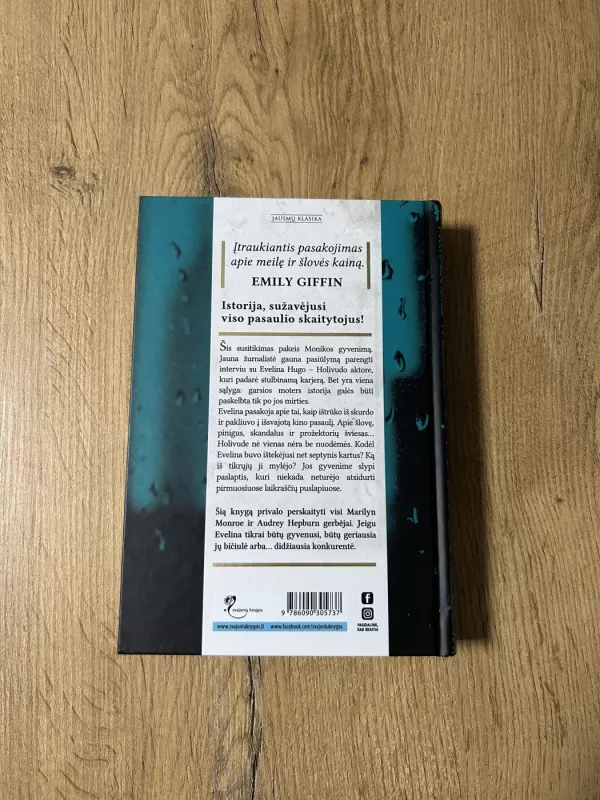 JAUSMŲ KLASIKA
Įtraukiantis pasakojimas
apie meilę ir šlovės kainą.
EMILY GIFFIN
Istorija, sužavėjusi
viso pasaulio skaitytojus!
Šis susitikimas pakeis Monikos gyvenimą.
Jauna žurnalistė gauna pasiūlymą parengti
interviu su Evelina Hugo – Holivudo aktore,
kuri padarė stulbinamą karjerą. Bet yra viena
sąlyga: garsios moters istorija galės būti
paskelbta tik po jos mirties.
Evelina pasakoja apie tai, kaip ištrūko iš skurdo
ir pakliuvo į išsvajotą kino pasaulį. Apie šlovę,
pinigus, skandalus ir prožektorių šviesas...
Holivude nė vienas nėra be nuodėmės. Kodėl
Evelina buvo ištekėjusi net septynis kartus? Ką
iš tikrųjų ji mylėjo? Jos gyvenime slypi
paslaptis, kuri niekada neturėjo atsidurti
pirmuosiuose laikraščių puslapiuose.
Šią knygą privalo perskaityti visi Marilyn
Monroe ir Audrey Hepburn gerbėjai. Jeigu
Evelina tikrai būtų gyvenusi, būtų geriausia
jų bičiulė arba... didžiausia konkurentė.
svajonių knygos
9 786090 305737
www.svajoniuknygos.lt
www.facebook.com/svajoniuknygos
PASIDALINK,
KĄ SKAITAI